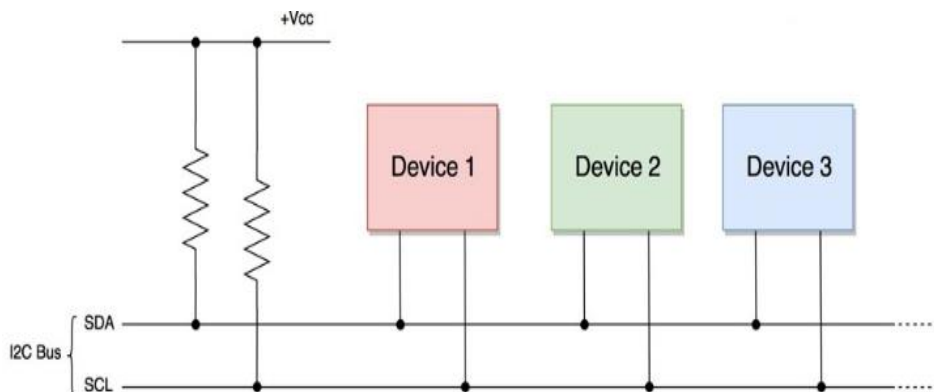 +Vcc
Device 1
Device 2
Device 3
SDA
I2C Bus
SCL